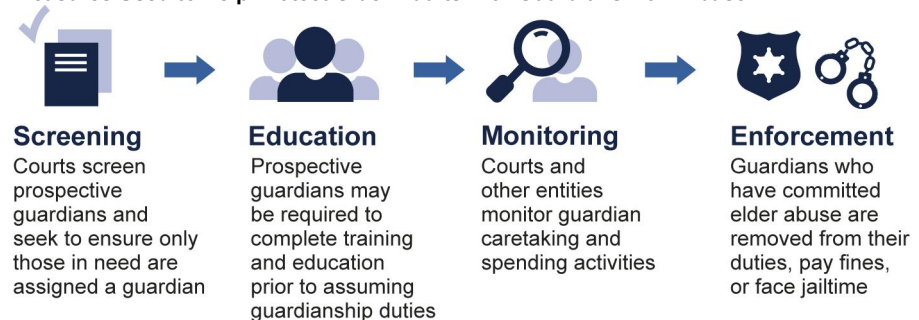 Screening
Courts screen
prospective
guardians and
seek to ensure only
those in need are
assigned a guardian
Education
Prospective
guardians may
be required to
complete training
and education
prior to assuming
guardianship duties
Monitoring
Courts and
other entities
monitor guardian
caretaking and
spending activities
Enforcement
Guardians who
have committed
elder abuse are
removed from their
duties, pay fines,
or face jailtime